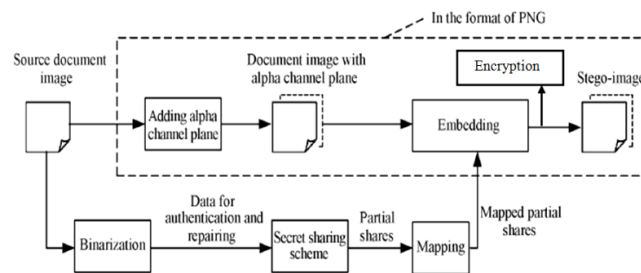 In the format of PNG
Source document
image
Document image with
alpha channel plane
Encryption
Stego-image
Adding alpha
channel plane
Embedding
Data for
authentication and
repairing
Partial
shares
Mapped partial
shares
Binarization
Secret sharing
scheme
Mapping